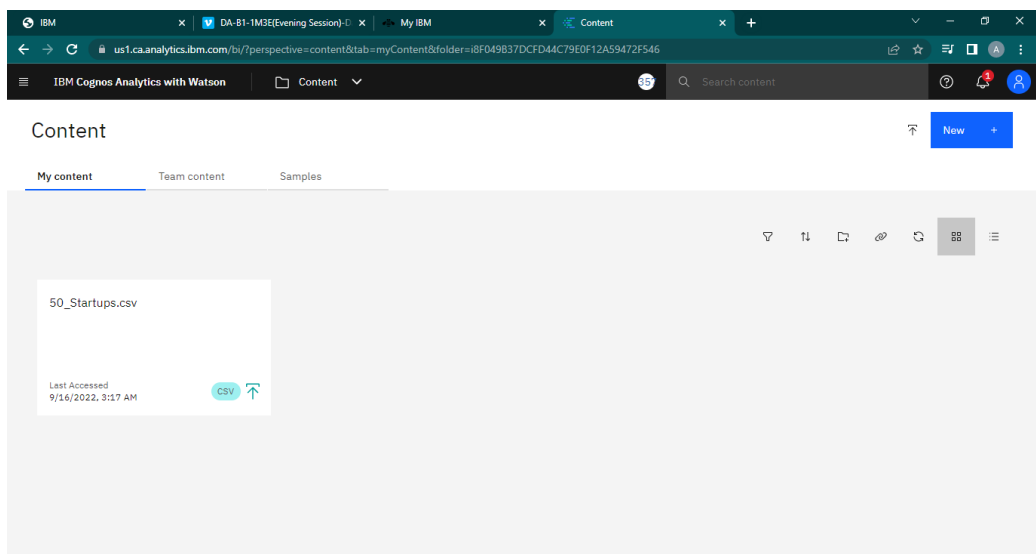 IBM
DA-B1-1M3E(Evening Session)-D
My IBM
Content
us1.ca.analytics.ibm.com/bi/?perspective=content&tab=myContent&folder=i8F049B37DCFD44C79E0F12A59472F546
A
IBM Cognos Analytics with Watson
Content
35
Search content
1
Content
New +
My content
Team content
Samples
50_Startups.csv
Last Accessed
9/16/2022, 3:17 AM
CSV